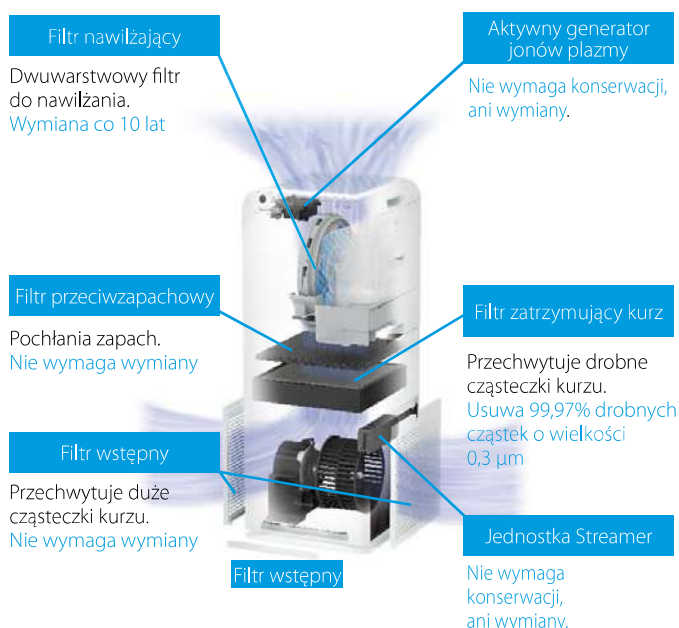 Filtr nawilżający
Dwuwarstwowy filtr
do nawilżania.
Wymiana co 10 lat
Aktywny generator
jonów plazmy
Nie wymaga konserwacji,
ani wymiany.
Filtr przeciwzapachowy
Pochłania zapach.
Nie wymaga wymiany
Filtr zatrzymujący kurz
Przechwytuje drobne
cząsteczki kurzu.
Usuwa 99,97% drobnych
cząstek o wielkości
0,3 µm
Filtr wstępny
Przechwytuje duże
cząsteczki kurzu.
Nie wymaga wymiany
Filtr wstępny
Jednostka Streamer
Nie wymaga
konserwacji,
ani wymiany.